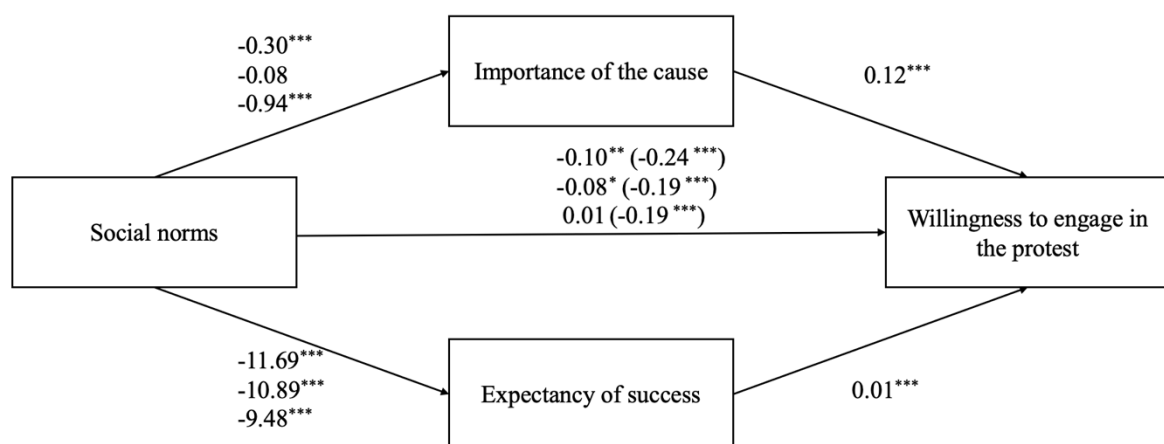 -0.30***
-0.08
-0.94***
Importance of the cause
0.12***
-0.10** (-0.24 ***)
-0.08* (-0.19 ***)
0.01 (-0.19 ***)
Social norms
Willingness to engage in
the protest
-11.69***
-10.89***
-9.48***
Expectancy of success
0.01***